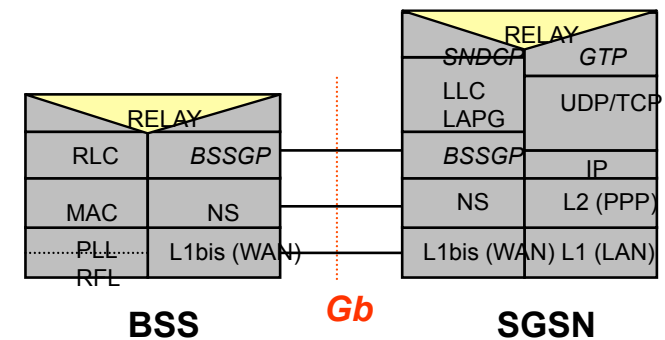 RELAY
SNDCP GTP
LLC
LAPG
UDP/TCP
RELAY
RLC BSSGP
BSSGP
IP
MAC NS
NS L2 (PPP)
PLL
RFL
L1bis (WAN)
L1bis (WAN) L1 (LAN)
Gb
BSS
SGSN